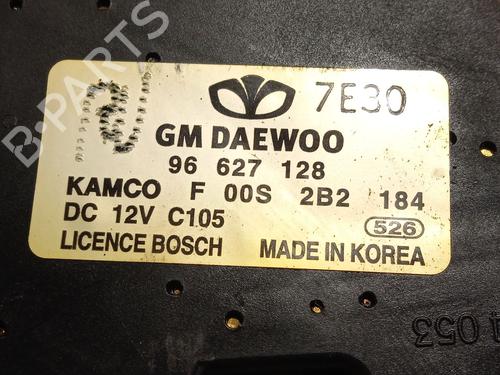 7E30
GM DAEWOO
96 627 128
KAMCO F 00S 2B2 184
DC 12V C105 526
LICENCE BOSCH MADE IN KOREA
053
B-PARTS